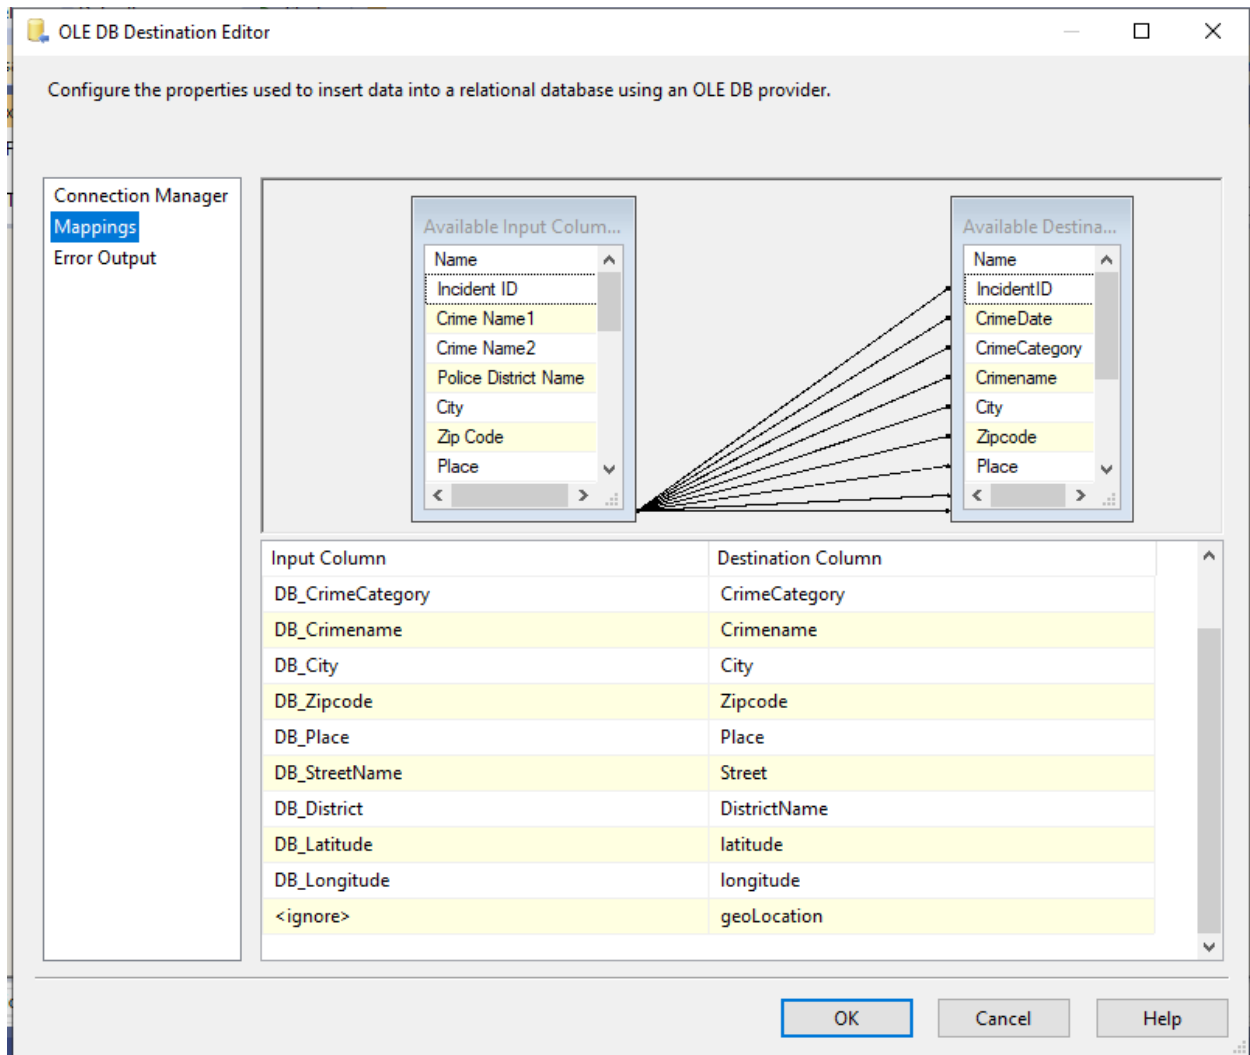 OLE DB Destination Editor
Configure the properties used to insert data into a relational database using an OLE DB provider.
Connection Manager
Mappings
Error Output
Available Input Colum...
Name
Incident ID
Crime Name1
Crime Name2
Police District Name
City
Zip Code
Place
Available Destina...
Name
IncidentID
CrimeDate
CrimeCategory
Crimename
City
Zipcode
Place
Input Column Destination Column
DB_CrimeCategory CrimeCategory
DB_Crimename Crimename
DB_City City
DB_Zipcode Zipcode
DB_Place Place
DB_StreetName Street
DB_District DistrictName
DB_Latitude latitude
DB_Longitude longitude
<ignore> geoLocation
OK Cancel Help